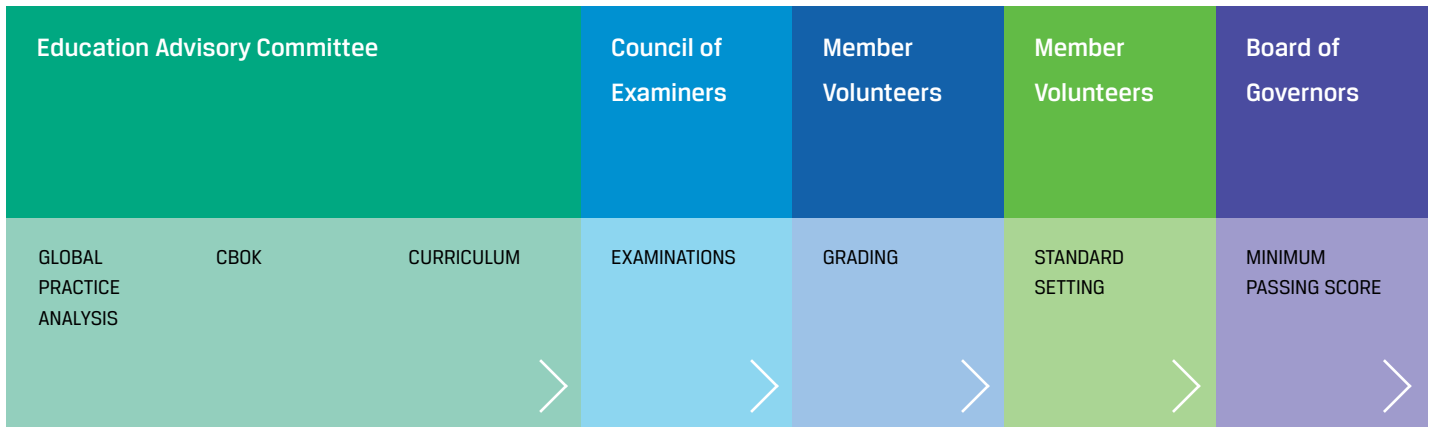 Education Advisory Committee
Council of
Examiners
Member
Volunteers
Member
Volunteers
Board of
Governors
GLOBAL
PRACTICE
ANALYSIS
CBOK
CURRICULUM
EXAMINATIONS
GRADING
STANDARD
SETTING
MINIMUM
PASSING SCORE